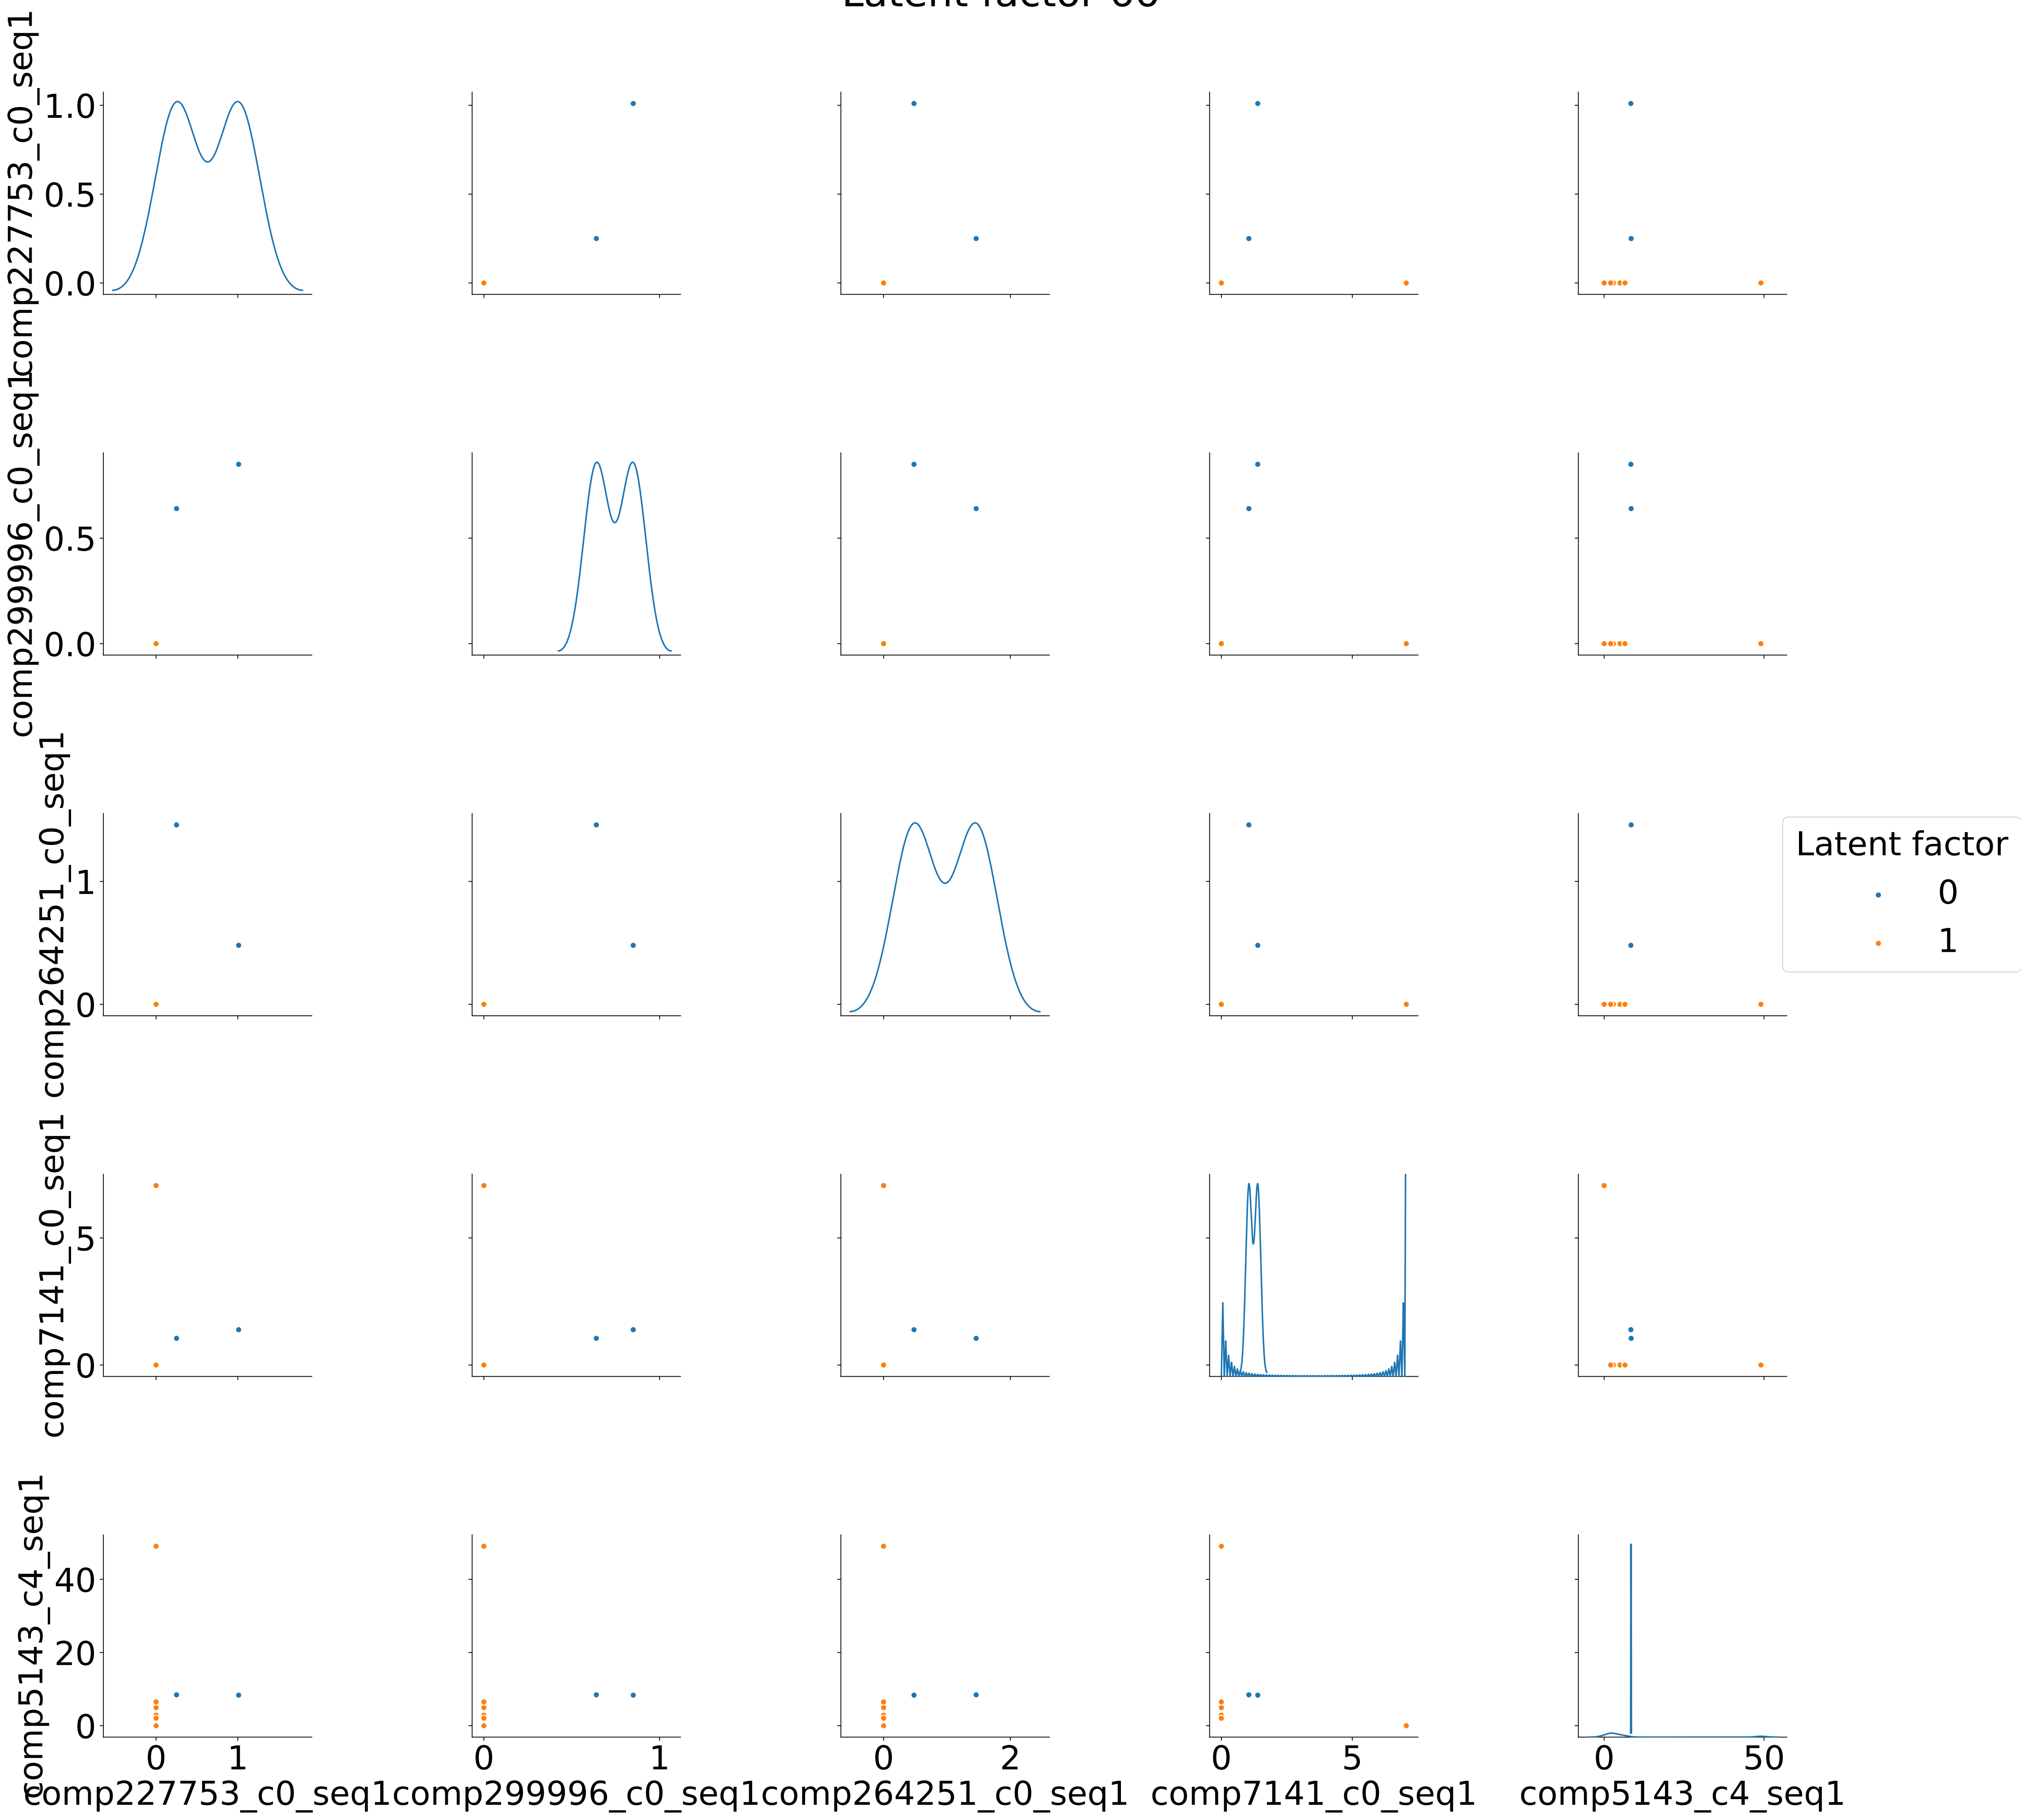 Latent factor
comp227753_c0_seq1
1.0
0.5
0.0
comp299996_c0_seq1
0.5
0.0
comp264251_c0_seq1
1
0
Latent factor
0
1
comp7141_c0_seq1
5
0
comp5143_c4_seq1
40
20
0
0 1 0 1 0 2 0 5 0 50
comp227753_c0_seq1 comp299996_c0_seq1 comp264251_c0_seq1 comp7141_c0_seq1 comp5143_c4_seq1